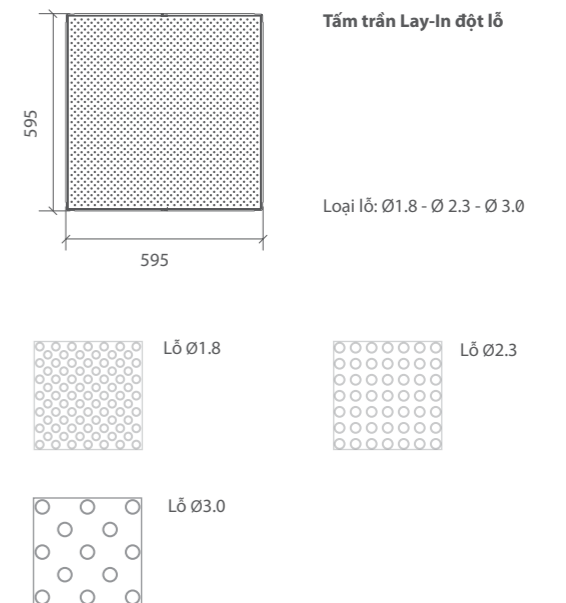 Tấm trần Lay-In đột lỗ
595
Loại lỗ: Ø1.8 - Ø 2.3 - Ø 3.0
595
Lỗ Ø1.8
Lỗ Ø2.3
Lỗ Ø3.0